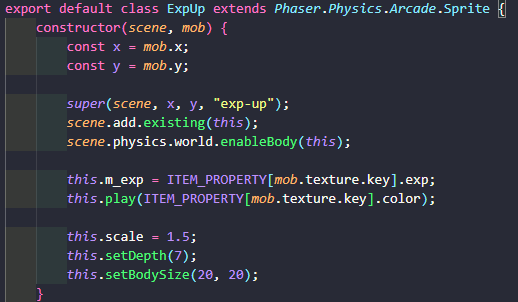 export default class ExpUp extends Phaser.Physics.Arcade.Sprite {
    constructor(scene, mob) {
        const x = mob.x;
        const y = mob.y;

        super(scene, x, y, "exp-up");
        scene.add.existing(this);
        scene.physics.world.enableBody(this);

        this.m_exp = ITEM_PROPERTY[mob.texture.key].exp;
        this.play(ITEM_PROPERTY[mob.texture.key].color);

        this.scale = 1.5;
        this.setDepth(7);
        this.setBodySize(20, 20);
    }